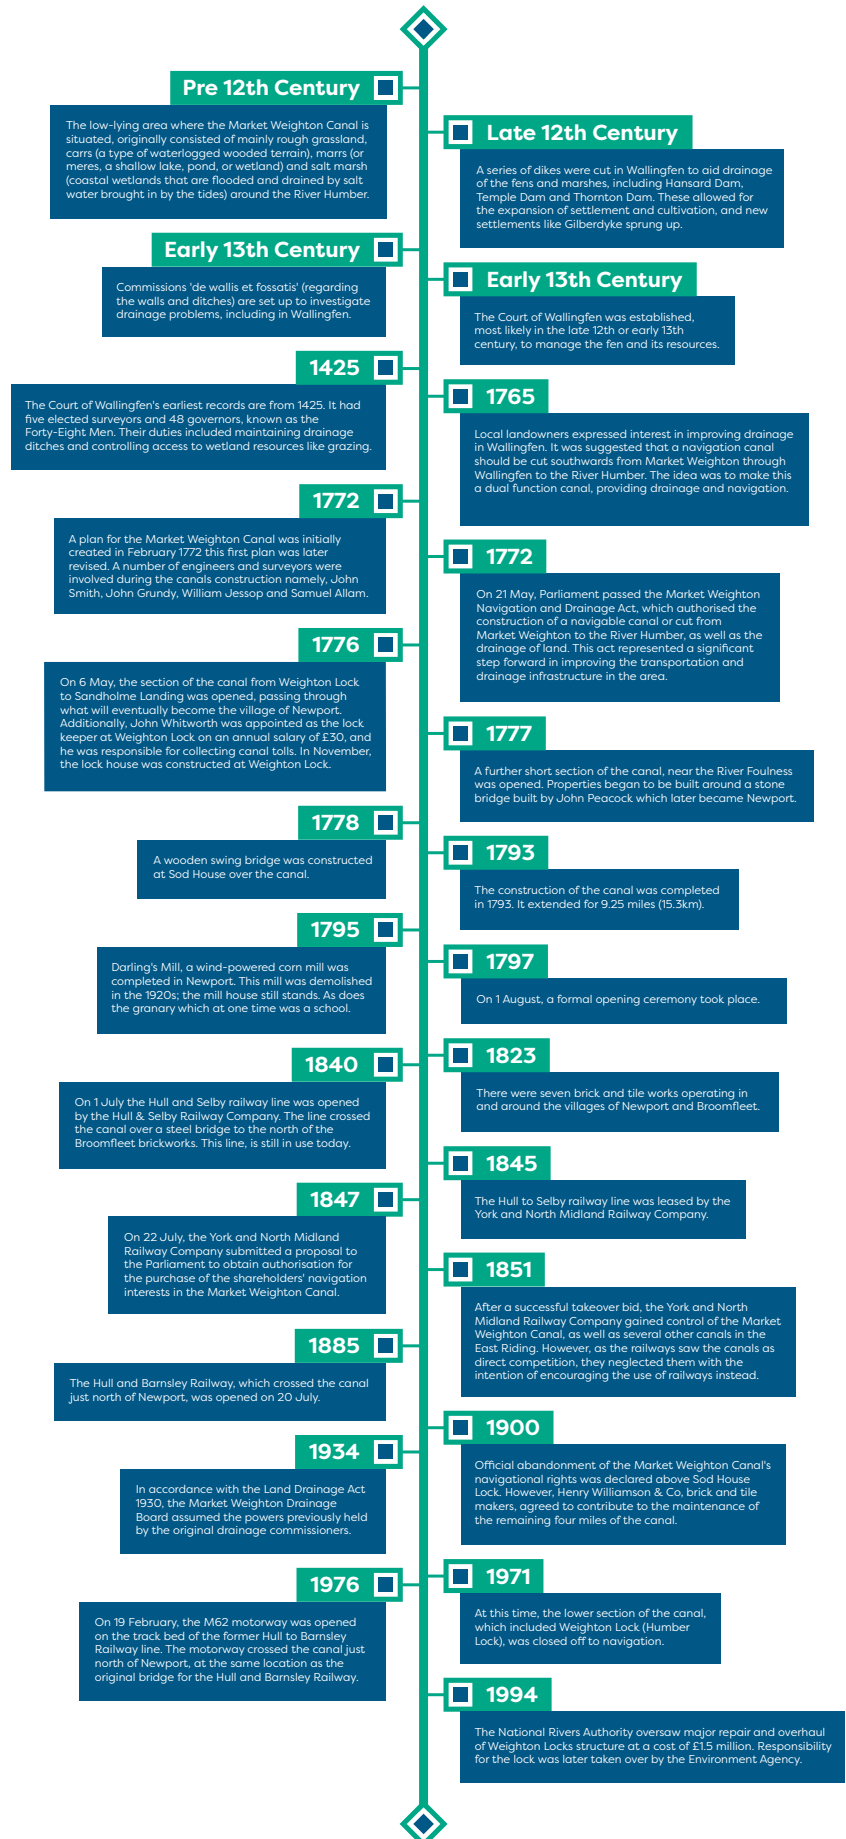 Pre 12th Century
The low-lying area where the Market Weighton Canal is
situated, originally consisted of mainly rough grassland,
carrs (a type of waterlogged wooded terrain), marrs (or
meres, a shallow lake, pond, or wetland) and salt marsh
(coastal wetlands that are flooded and drained by salt
water brought in by the tides) around the River Humber.
Late 12th Century
A series of dikes were cut in Wallingfen to aid drainage
of the fens and marshes, including Hansard Dam,
Temple Dam and Thornton Dam. These allowed for
the expansion of settlement and cultivation, and new
settlements like Gilberdyke sprung up.
Early 13th Century
Commissions 'de wallis et fossatis' (regarding
the walls and ditches) are set up to investigate
drainage problems, including in Wallingfen.
Early 13th Century
The Court of Wallingfen was established,
most likely in the late 12th or early 13th
century, to manage the fen and its resources.
1425
The Court of Wallingfen's earliest records are from 1425. It had
five elected surveyors and 48 governors, known as the
Forty-Eight Men. Their duties included maintaining drainage
ditches and controlling access to wetland resources like grazing.
1765
Local landowners expressed interest in improving drainage
in Wallingfen. It was suggested that a navigation canal
should be cut southwards from Market Weighton through
Wallingfen to the River Humber. The idea was to make this
a dual function canal, providing drainage and navigation.
1772
A plan for the Market Weighton Canal was initially
created in February 1772 this first plan was later
revised. A number of engineers and surveyors were
involved during the canals construction namely, John
Smith, John Grundy, William Jessop and Samuel Allam.
1772
On 21 May, Parliament passed the Market Weighton
Navigation and Drainage Act, which authorised the
construction of a navigable canal or cut from
Market Weighton to the River Humber, as well as the
drainage of land. This act represented a significant
step forward in improving the transportation and
drainage infrastructure in the area.
1776
On 6 May, the section of the canal from Weighton Lock
to Sandholme Landing was opened, passing through
what will eventually become the village of Newport.
Additionally, John Whitworth was appointed as the lock
keeper at Weighton Lock on an annual salary of £30, and
he was responsible for collecting canal tolls. In November,
the lock house was constructed at Weighton Lock.
1777
A further short section of the canal, near the River Foulness
was opened. Properties began to be built around a stone
bridge built by John Peacock which later became Newport.
1778
A wooden swing bridge was constructed
at Sod House over the canal.
1793
The construction of the canal was completed
in 1793. It extended for 9.25 miles (15.3km).
1795
Darling's Mill, a wind-powered corn mill was
completed in Newport. This mill was demolished
in the 1920s; the mill house still stands. As does
the granary which at one time was a school.
1797
On 1 August, a formal opening ceremony took place.
1840
On 1 July the Hull and Selby railway line was opened
by the Hull & Selby Railway Company. The line crossed
the canal over a steel bridge to the north of the
Broomfleet brickworks. This line, is still in use today.
1823
There were seven brick and tile works operating in
and around the villages of Newport and Broomfleet.
1845
The Hull to Selby railway line was leased by the
York and North Midland Railway Company.
1847
On 22 July, the York and North Midland
Railway Company submitted a proposal to
the Parliament to obtain authorisation for
the purchase of the shareholders' navigation
interests in the Market Weighton Canal.
1851
After a successful takeover bid, the York and North
Midland Railway Company gained control of the Market
Weighton Canal, as well as several other canals in the
East Riding. However, as the railways saw the canals as
direct competition, they neglected them with the
intention of encouraging the use of railways instead.
1885
The Hull and Barnsley Railway, which crossed the canal
just north of Newport, was opened on 20 July.
1900
Official abandonment of the Market Weighton Canal's
navigational rights was declared above Sod House
Lock. However, Henry Williamson & Co, brick and tile
makers, agreed to contribute to the maintenance of
the remaining four miles of the canal.
1934
In accordance with the Land Drainage Act
1930, the Market Weighton Drainage
Board assumed the powers previously held
by the original drainage commissioners.
1971
At this time, the lower section of the canal,
which included Weighton Lock (Humber
Lock), was closed off to navigation.
1976
On 19 February, the M62 motorway was opened
on the track bed of the former Hull to Barnsley
Railway line. The motorway crossed the canal just
north of Newport, at the same location as the
original bridge for the Hull and Barnsley Railway.
1994
The National Rivers Authority oversaw major repair and overhaul
of Weighton Locks structure at a cost of £1.5 million. Responsibility
for the lock was later taken over by the Environment Agency.